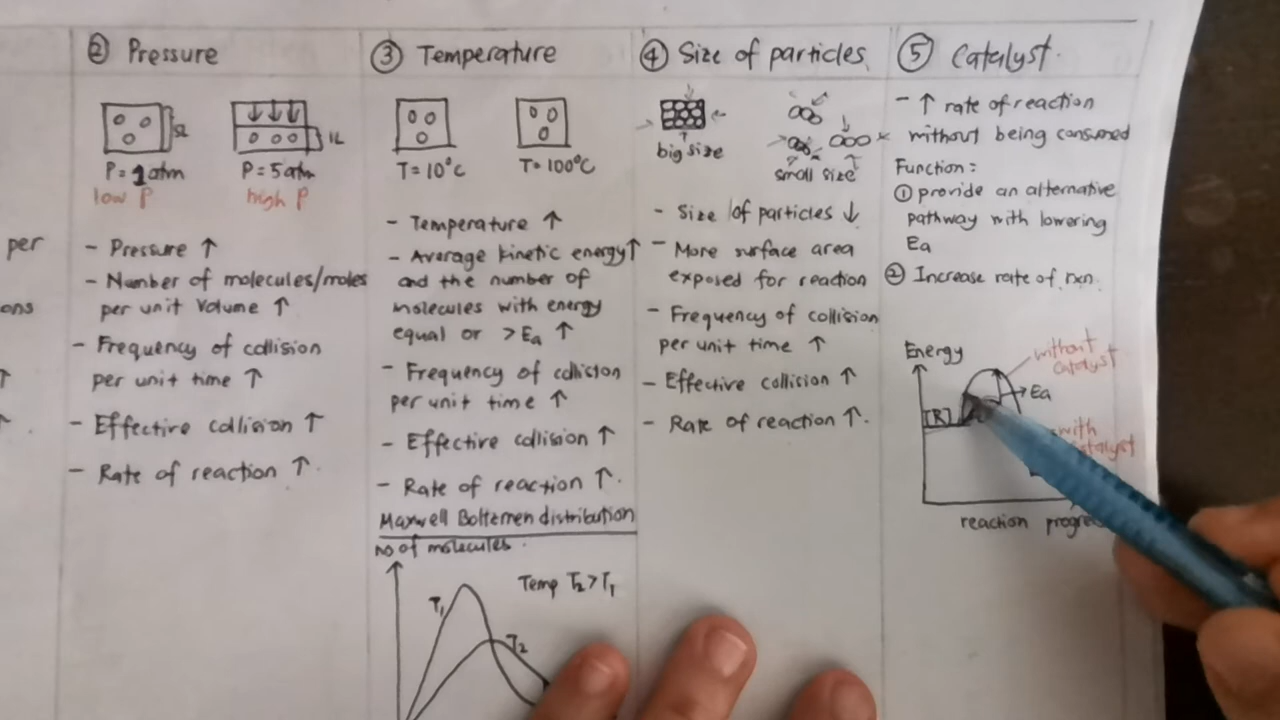 per
ons
② Pressure
5L
1L
P=1atm
P=5atm
low P
high P
- Pressure ↑
- Number of molecules/moles
per unit volume ↑
- Frequency of collision
per unit time ↑
- Effective collision ↑
- Rate of reaction ↑.
③ Temperature
T=10°C
T=100°C
- Temperature ↑
- Average kinetic energy↑
and the number of
molecules with energy
equal or >Ea ↑
- Frequency of collision
per unit time ↑
- Effective collision ↑
- Rate of reaction ↑.
Maxwell Boltzmen distribution
no of molecules.
Temp T2>T1
T1
T2
④ Size of particles
big size
small size
- Size of particles ↓
- More surface area
exposed for reaction
- Frequency of collision
per unit time ↑
- Effective collision ↑
- Rate of reaction ↑.
⑤ Catalyst.
- ↑ rate of reaction
without being consumed
Function:
① provide an alternative
pathway with lowering
Ea
② Increase rate of rxn.
Energy
without
catalyst
Ea
[R]
with
reaction